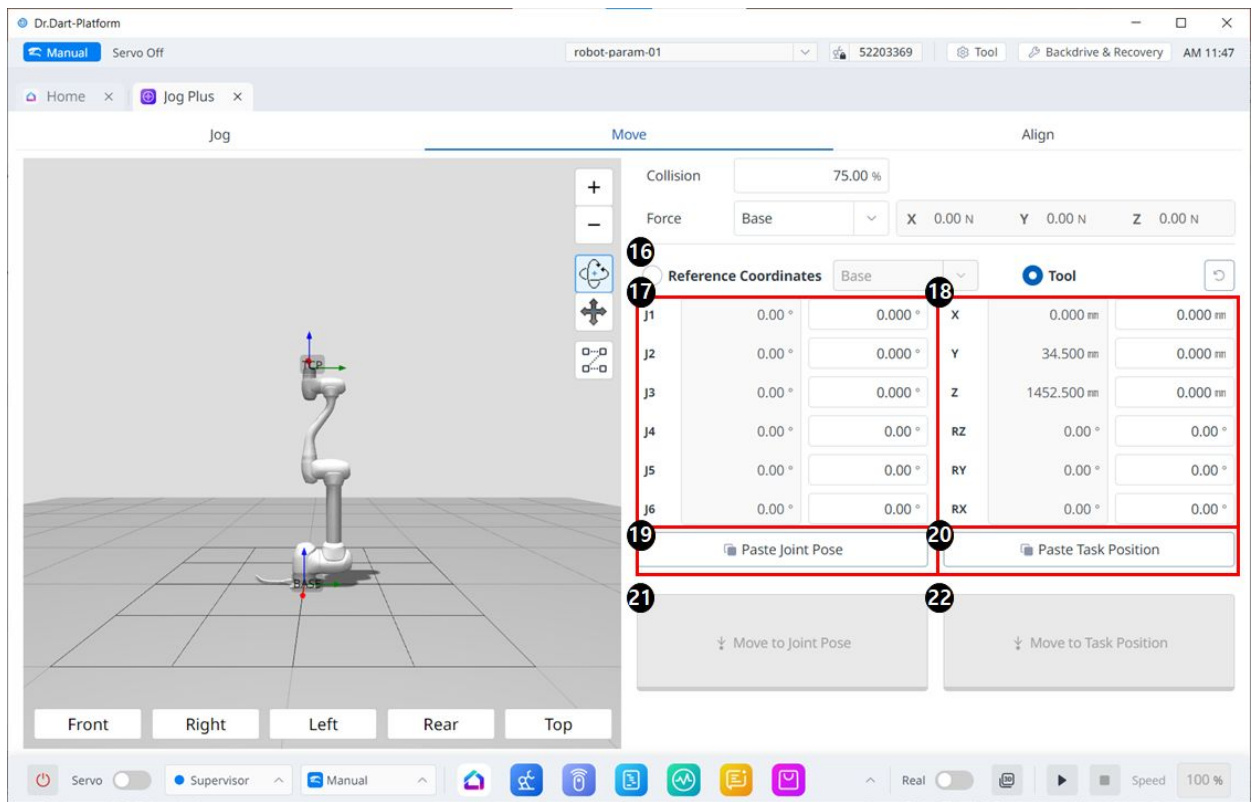 Dr.Dart-Platform
Manual Servo Off robot-param-01 52203369 Tool Backdrive & Recovery AM 11:47
Home Jog Plus
Jog Move Align
Collision 75.00 %
Force Base X 0.00 N Y 0.00 N Z 0.00 N
16
Reference Coordinates Base Tool
17 18
J1 0.00 ° 0.000 ° X 0.000 mm 0.000 mm
J2 0.00 ° 0.000 ° Y 34.500 mm 0.000 mm
J3 0.00 ° 0.000 ° Z 1452.500 mm 0.000 mm
J4 0.00 ° 0.00 ° RZ 0.00 ° 0.00 °
J5 0.00 ° 0.00 ° RY 0.00 ° 0.00 °
J6 0.00 ° 0.00 ° RX 0.00 ° 0.00 °
19 20
Paste Joint Pose Paste Task Position
21 22
Move to Joint Pose Move to Task Position
TCP
BASE
Front Right Left Rear Top
Servo Supervisor Manual Real 3D Speed 100 %